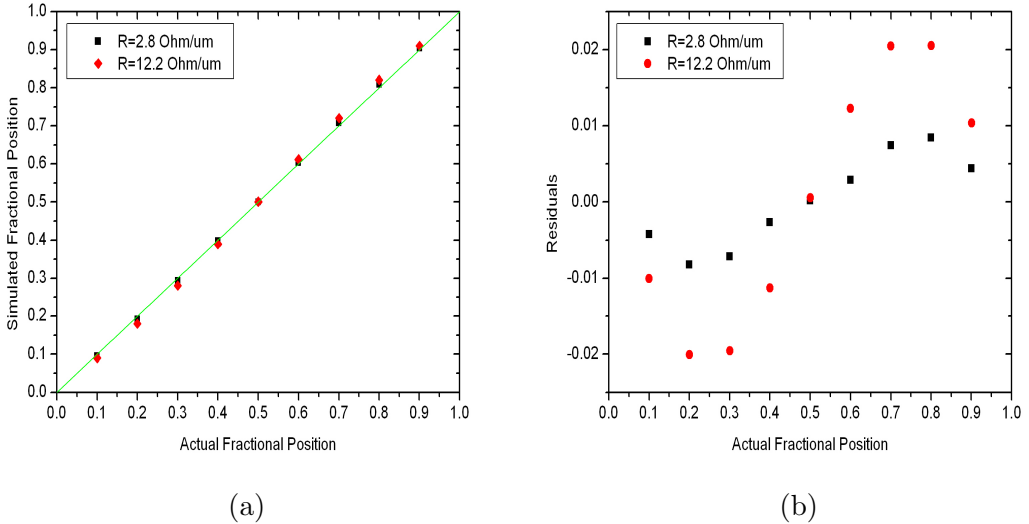 1.0
0.9
0.8
0.7
0.6
0.5
0.4
0.3
0.2
0.1
0.0
Simulated Fractional Position
R=2.8 Ohm/um
R=12.2 Ohm/um
0.0 0.1 0.2 0.3 0.4 0.5 0.6 0.7 0.8 0.9 1.0
Actual Fractional Position
(a)
0.02
0.01
0.00
-0.01
-0.02
Residuals
R=2.8 Ohm/um
R=12.2 Ohm/um
0.0 0.1 0.2 0.3 0.4 0.5 0.6 0.7 0.8 0.9 1.0
Actual Fractional Position
(b)